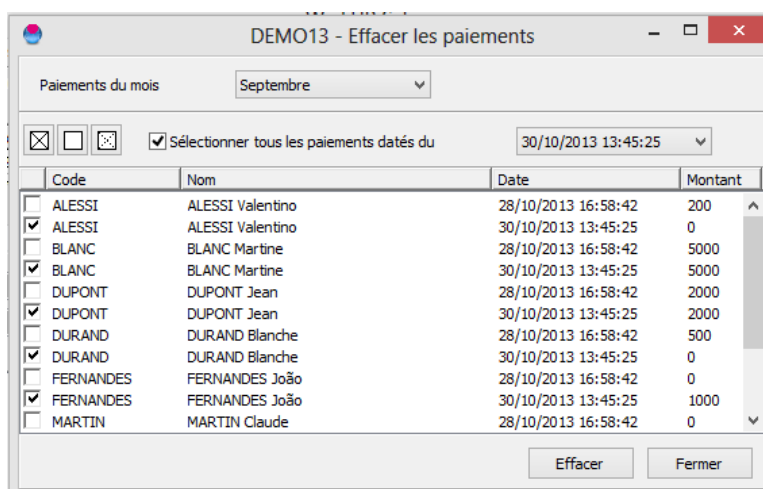 DEMO13 - Effacer les paiements
Paiements du mois Septembre
Sélectionner tous les paiements datés du 30/10/2013 13:45:25
Code Nom Date Montant
ALESSI ALESSI Valentino 28/10/2013 16:58:42 200
ALESSI ALESSI Valentino 30/10/2013 13:45:25 0
BLANC BLANC Martine 28/10/2013 16:58:42 5000
BLANC BLANC Martine 30/10/2013 13:45:25 5000
DUPONT DUPONT Jean 28/10/2013 16:58:42 2000
DUPONT DUPONT Jean 30/10/2013 13:45:25 2000
DURAND DURAND Blanche 28/10/2013 16:58:42 500
DURAND DURAND Blanche 30/10/2013 13:45:25 0
FERNANDES FERNANDES João 28/10/2013 16:58:42 0
FERNANDES FERNANDES João 30/10/2013 13:45:25 1000
MARTIN MARTIN Claude 28/10/2013 16:58:42 0
Effacer Fermer